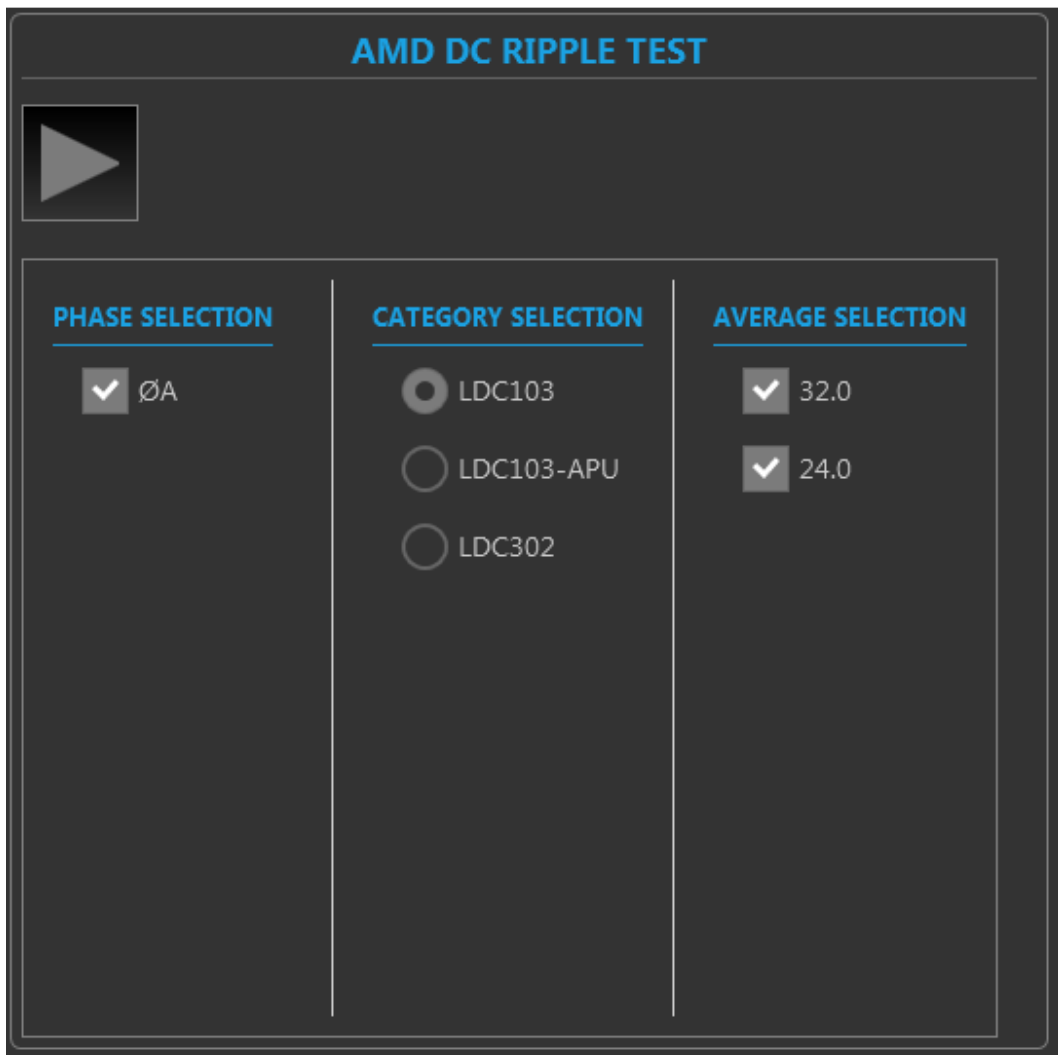 AMD DC RIPPLE TEST
PHASE SELECTION
ØA
CATEGORY SELECTION
LDC103
LDC103-APU
LDC302
AVERAGE SELECTION
32.0
24.0